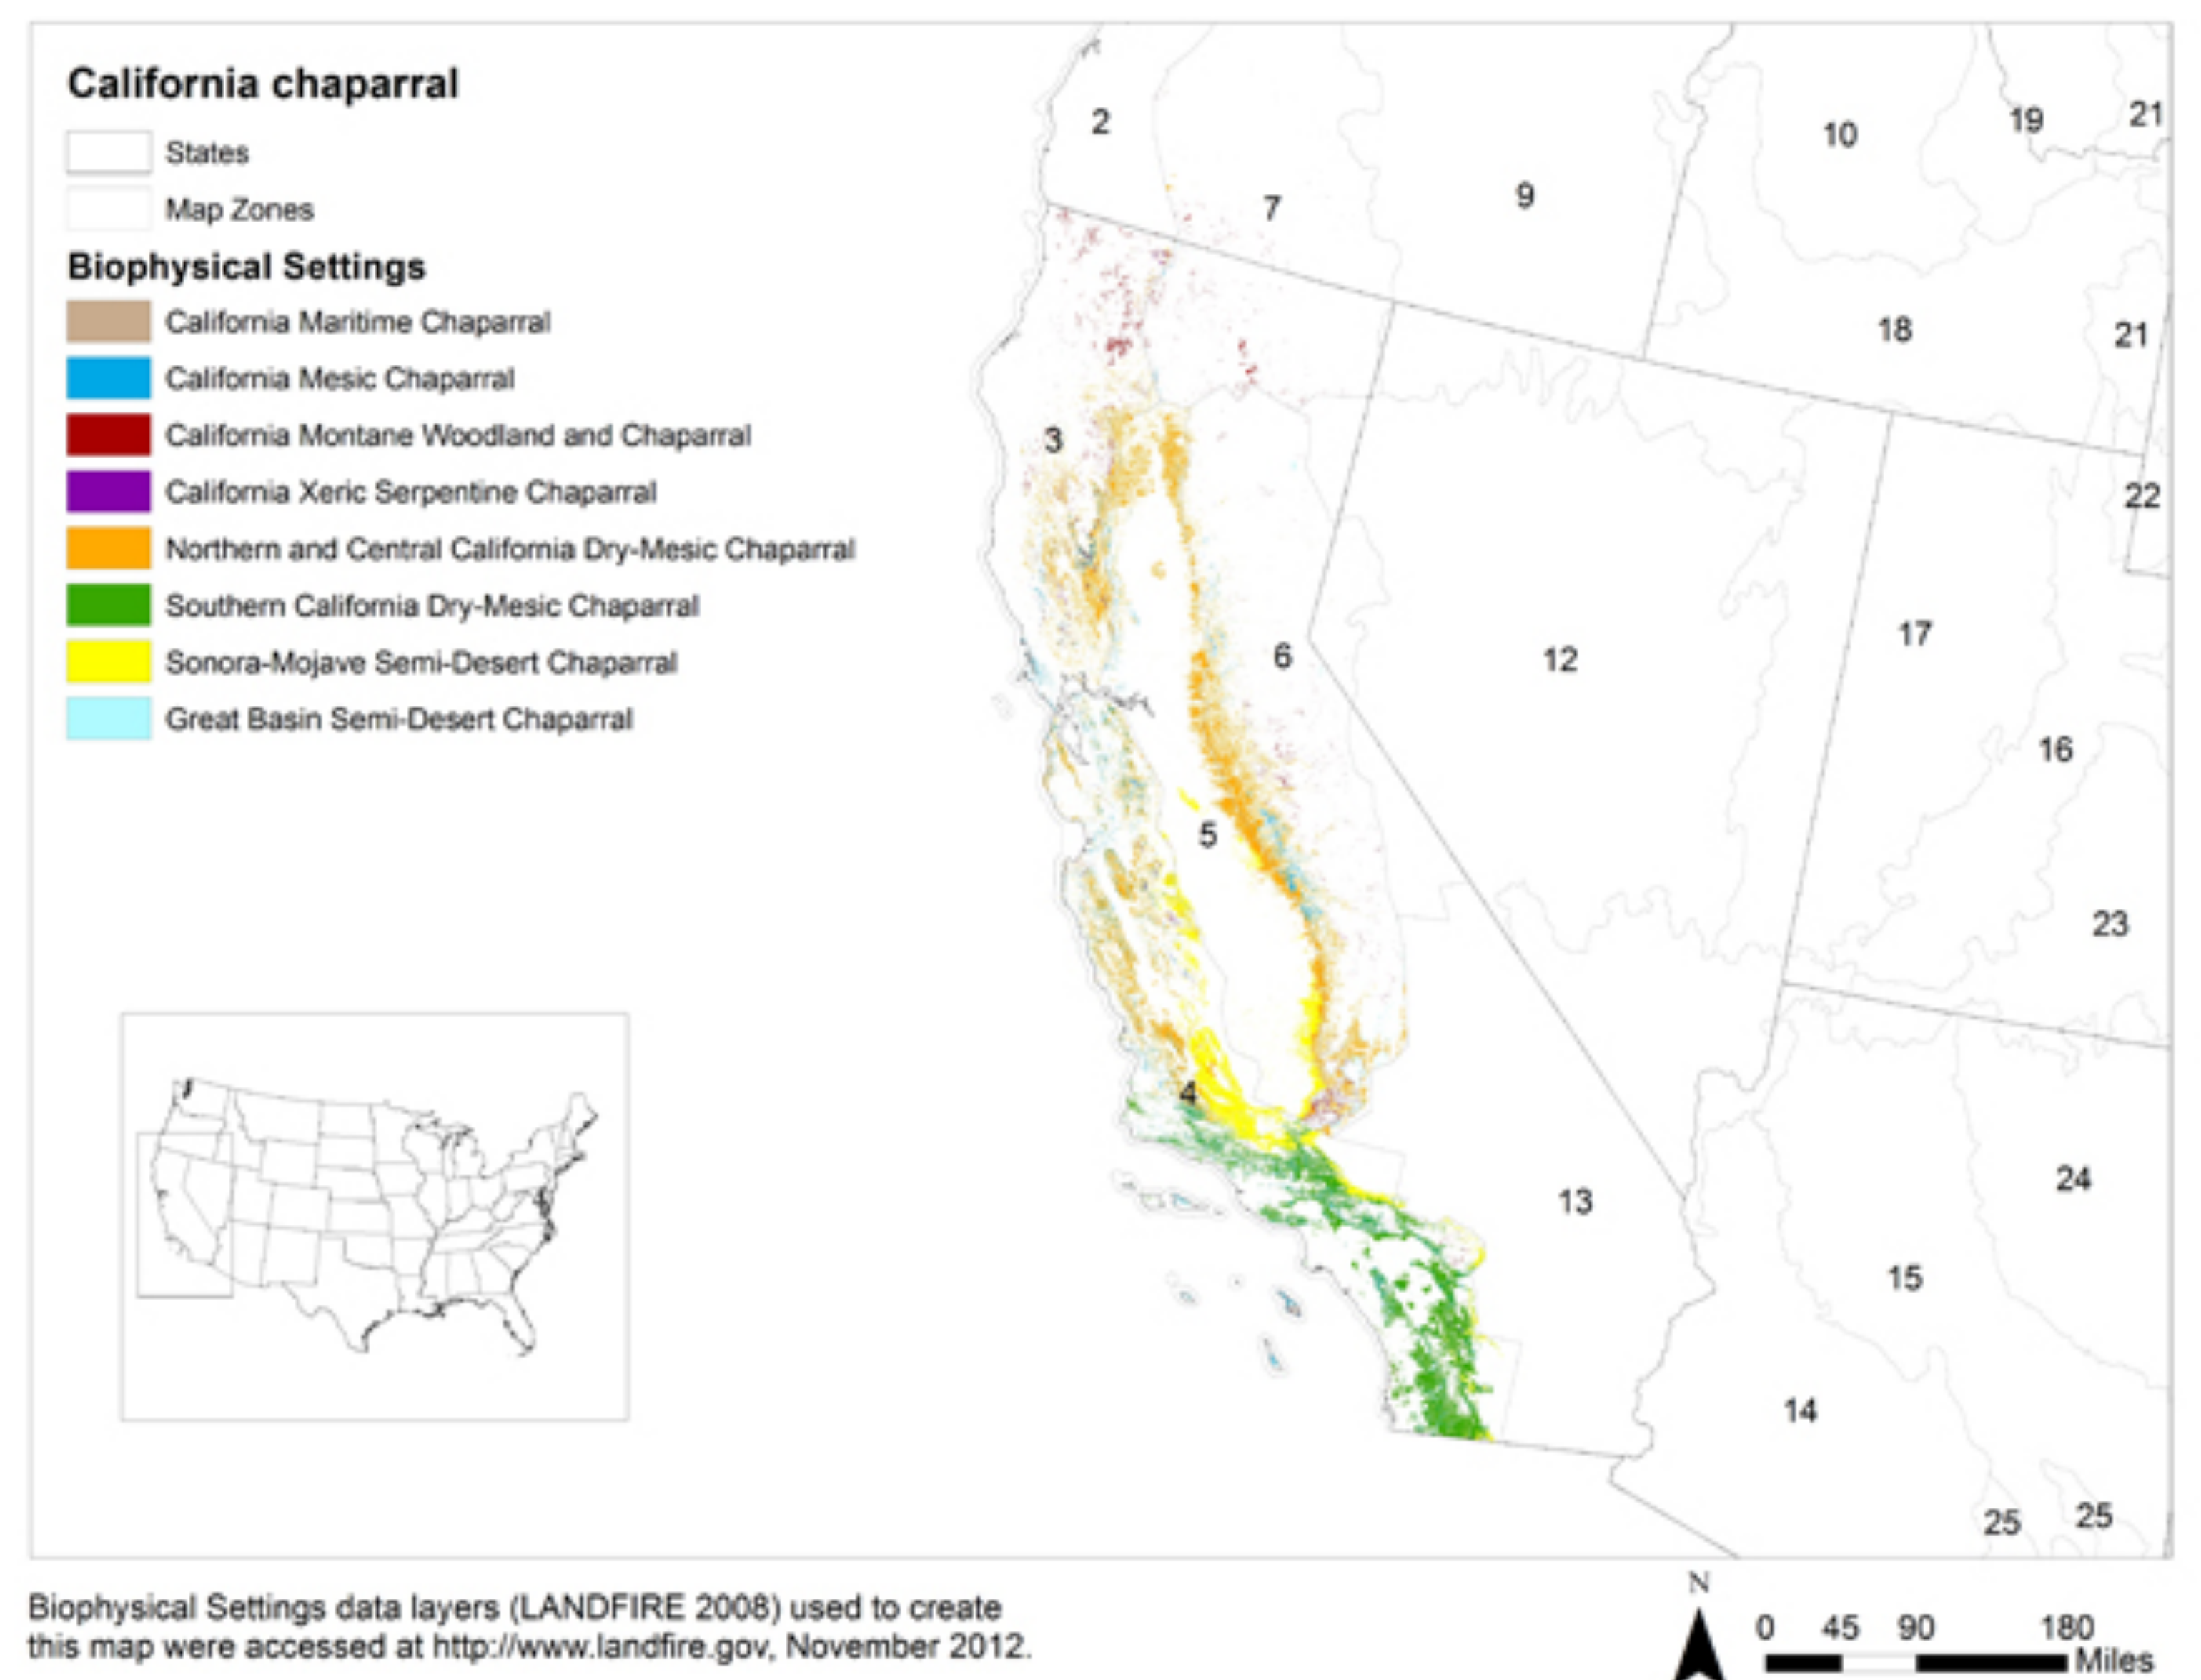 California chaparral
States
Map Zones
Biophysical Settings
California Maritime Chaparral
California Mesic Chaparral
California Montane Woodland and Chaparral
California Xeric Serpentine Chaparral
Northern and Central California Dry-Mesic Chaparral
Southern California Dry-Mesic Chaparral
Sonora-Mojave Semi-Desert Chaparral
Great Basin Semi-Desert Chaparral
2
7
9
10
19
21
18
21
3
22
6
12
17
16
5
23
4
13
24
15
14
25
25
Biophysical Settings data layers (LANDFIRE 2008) used to create
this map were accessed at http://www.landfire.gov, November 2012.
N
0 45 90 180
Miles